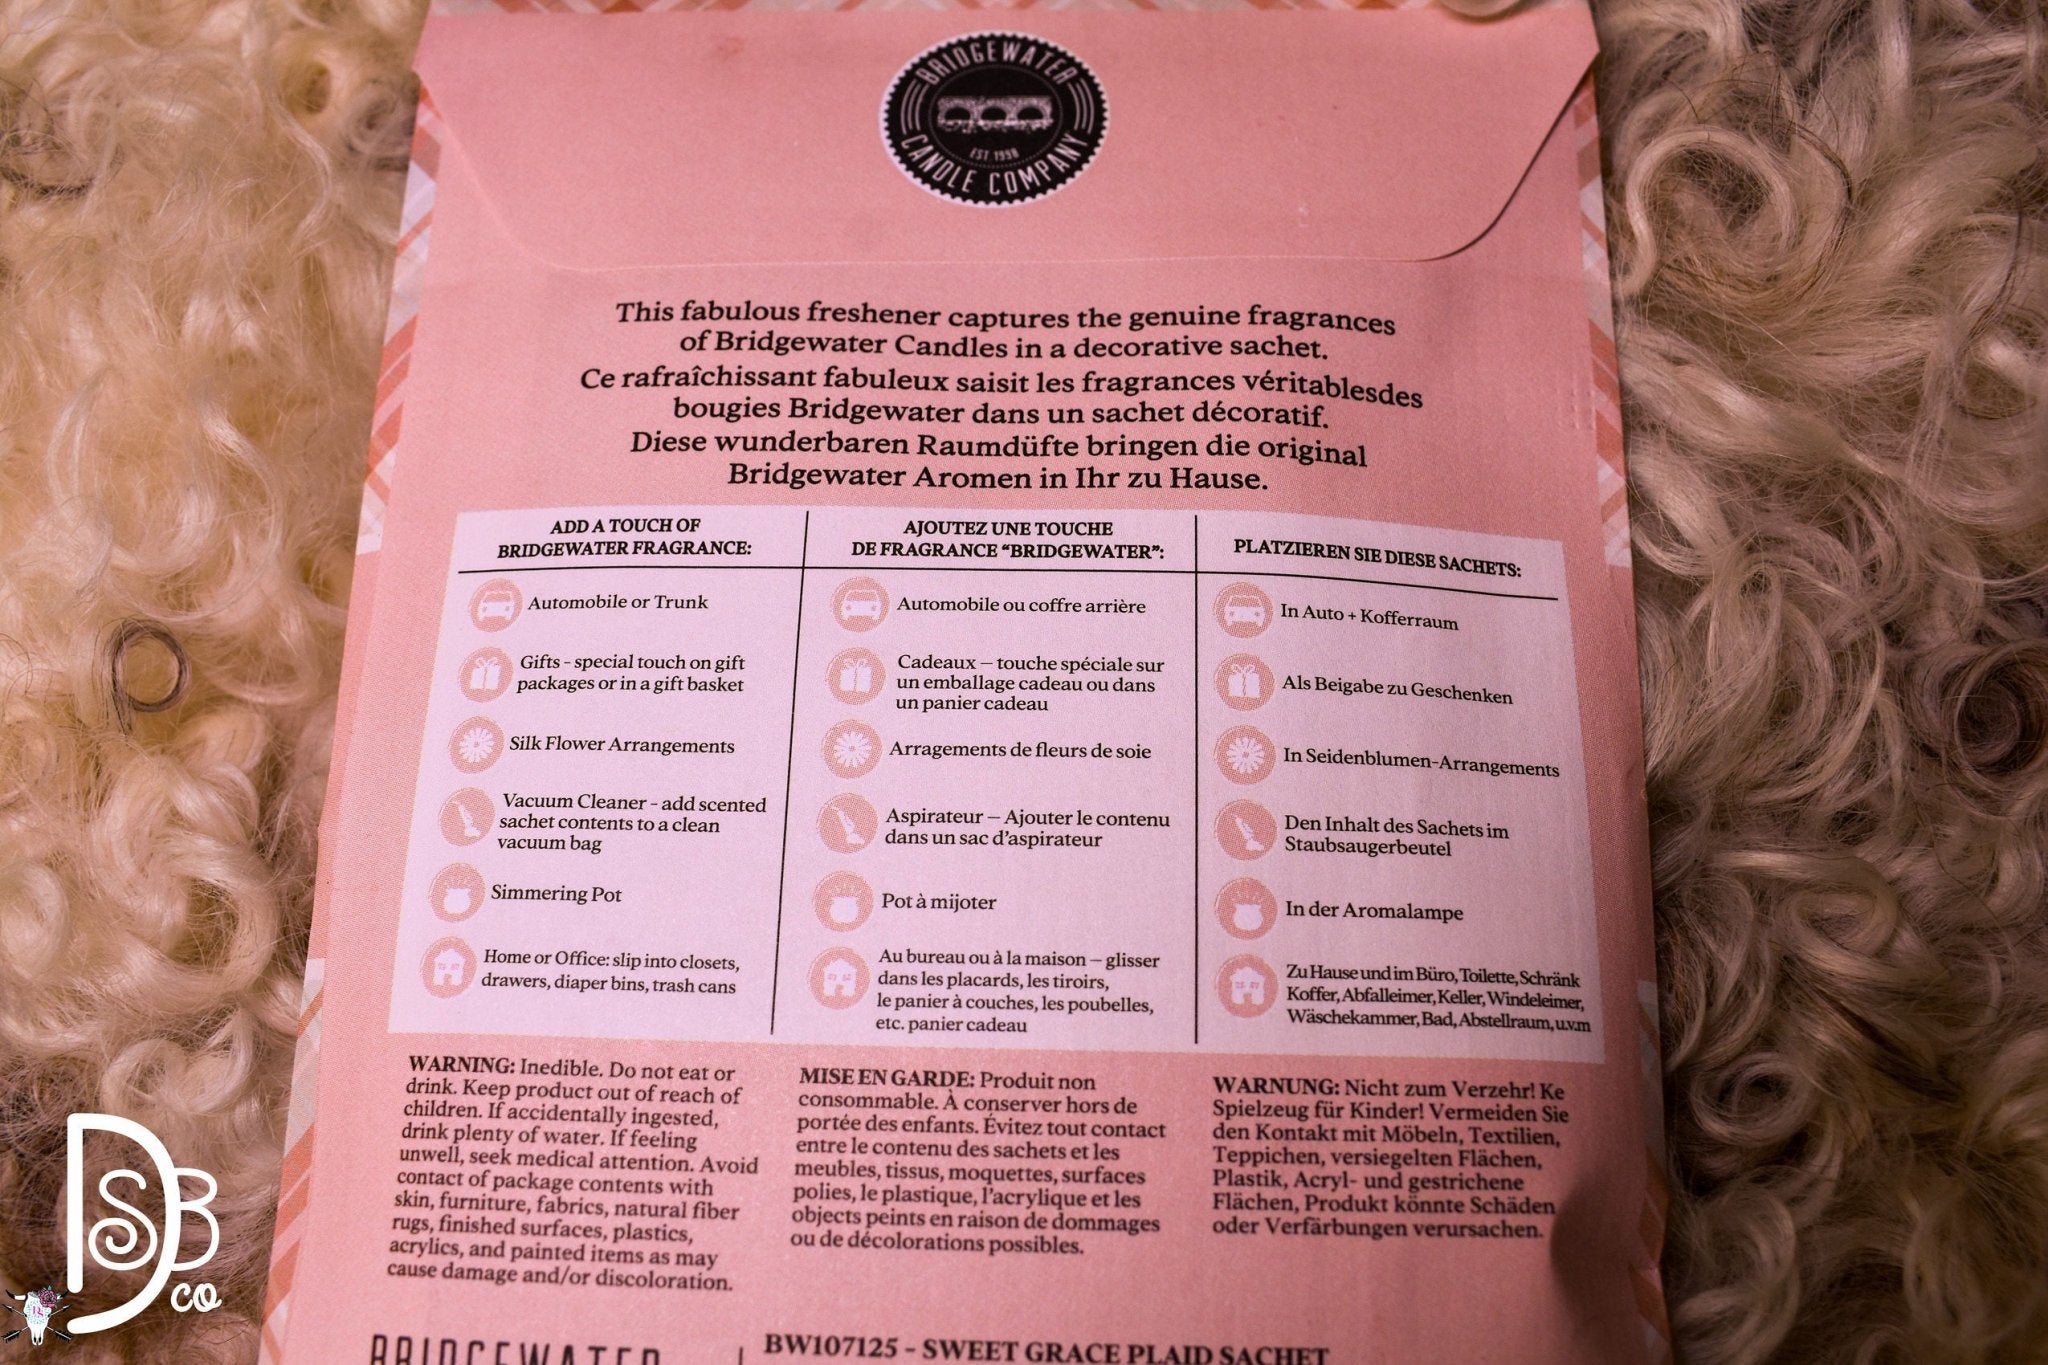 BRIDGEWATER
EST. 1998
CANDLE COMPANY
This fabulous freshener captures the genuine fragrances
of Bridgewater Candles in a decorative sachet.
Ce rafraîchissant fabuleux saisit les fragrances véritablesdes
bougies Bridgewater dans un sachet décoratif.
Diese wunderbaren Raumdüfte bringen die original
Bridgewater Aromen in Ihr zu Hause.
ADD A TOUCH OF
BRIDGEWATER FRAGRANCE:
Automobile or Trunk
Gifts - special touch on gift
packages or in a gift basket
Silk Flower Arrangements
Vacuum Cleaner - add scented
sachet contents to a clean
vacuum bag
Simmering Pot
Home or Office: slip into closets,
drawers, diaper bins, trash cans
AJOUTEZ UNE TOUCHE
DE FRAGRANCE “BRIDGEWATER”:
Automobile ou coffre arrière
Cadeaux – touche spéciale sur
un emballage cadeau ou dans
un panier cadeau
Arragements de fleurs de soie
Aspirateur – Ajouter le contenu
dans un sac d’aspirateur
Pot à mijoter
Au bureau ou à la maison – glisser
dans les placards, les tiroirs,
le panier à couches, les poubelles,
etc. panier cadeau
PLATZIEREN SIE DIESE SACHETS:
In Auto + Kofferraum
Als Beigabe zu Geschenken
In Seidenblumen-Arrangements
Den Inhalt des Sachets im
Staubsaugerbeutel
In der Aromalampe
Zu Hause und im Büro, Toilette, Schränk
Koffer, Abfalleimer, Keller, Windeleimer,
Wäschekammer, Bad, Abstellraum, u.v.m
WARNING: Inedible. Do not eat or
drink. Keep product out of reach of
children. If accidentally ingested,
drink plenty of water. If feeling
unwell, seek medical attention. Avoid
contact of package contents with
skin, furniture, fabrics, natural fiber
rugs, finished surfaces, plastics,
acrylics, and painted items as may
cause damage and/or discoloration.
MISE EN GARDE: Produit non
consommable. À conserver hors de
portée des enfants. Évitez tout contact
entre le contenu des sachets et les
meubles, tissus, moquettes, surfaces
polies, le plastique, l’acrylique et les
objects peints en raison de dommages
ou de décolorations possibles.
WARNUNG: Nicht zum Verzehr! Ke
Spielzeug für Kinder! Vermeiden Sie
den Kontakt mit Möbeln, Textilien,
Teppichen, versiegelten Flächen,
Plastik, Acryl- und gestrichene
Flächen, Produkt könnte Schäden
oder Verfärbungen verursachen.
BRIDGEWATER
BW107125 - SWEET GRACE PLAID SACHET
DSB
co